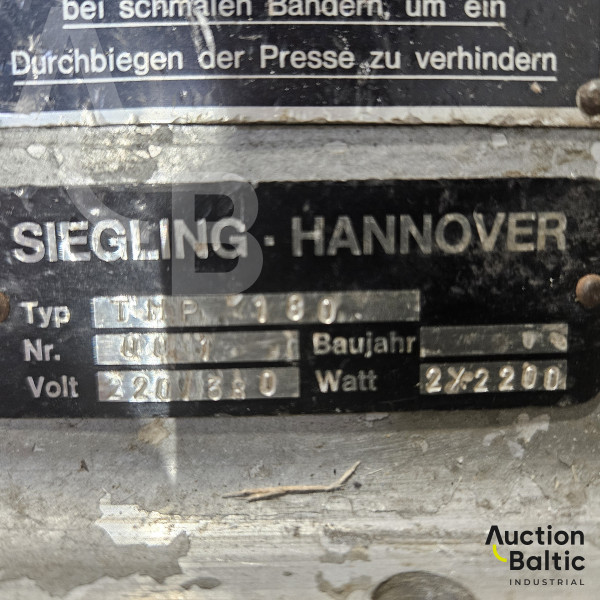 bei schmalen Bändern, um ein
Durchbiegen der Presse zu verhindern
SIEGLING - HANNOVER
Typ 180
Nr. Baujahr
Volt 220/380 Watt 2X2200
Auction
Baltic
INDUSTRIAL